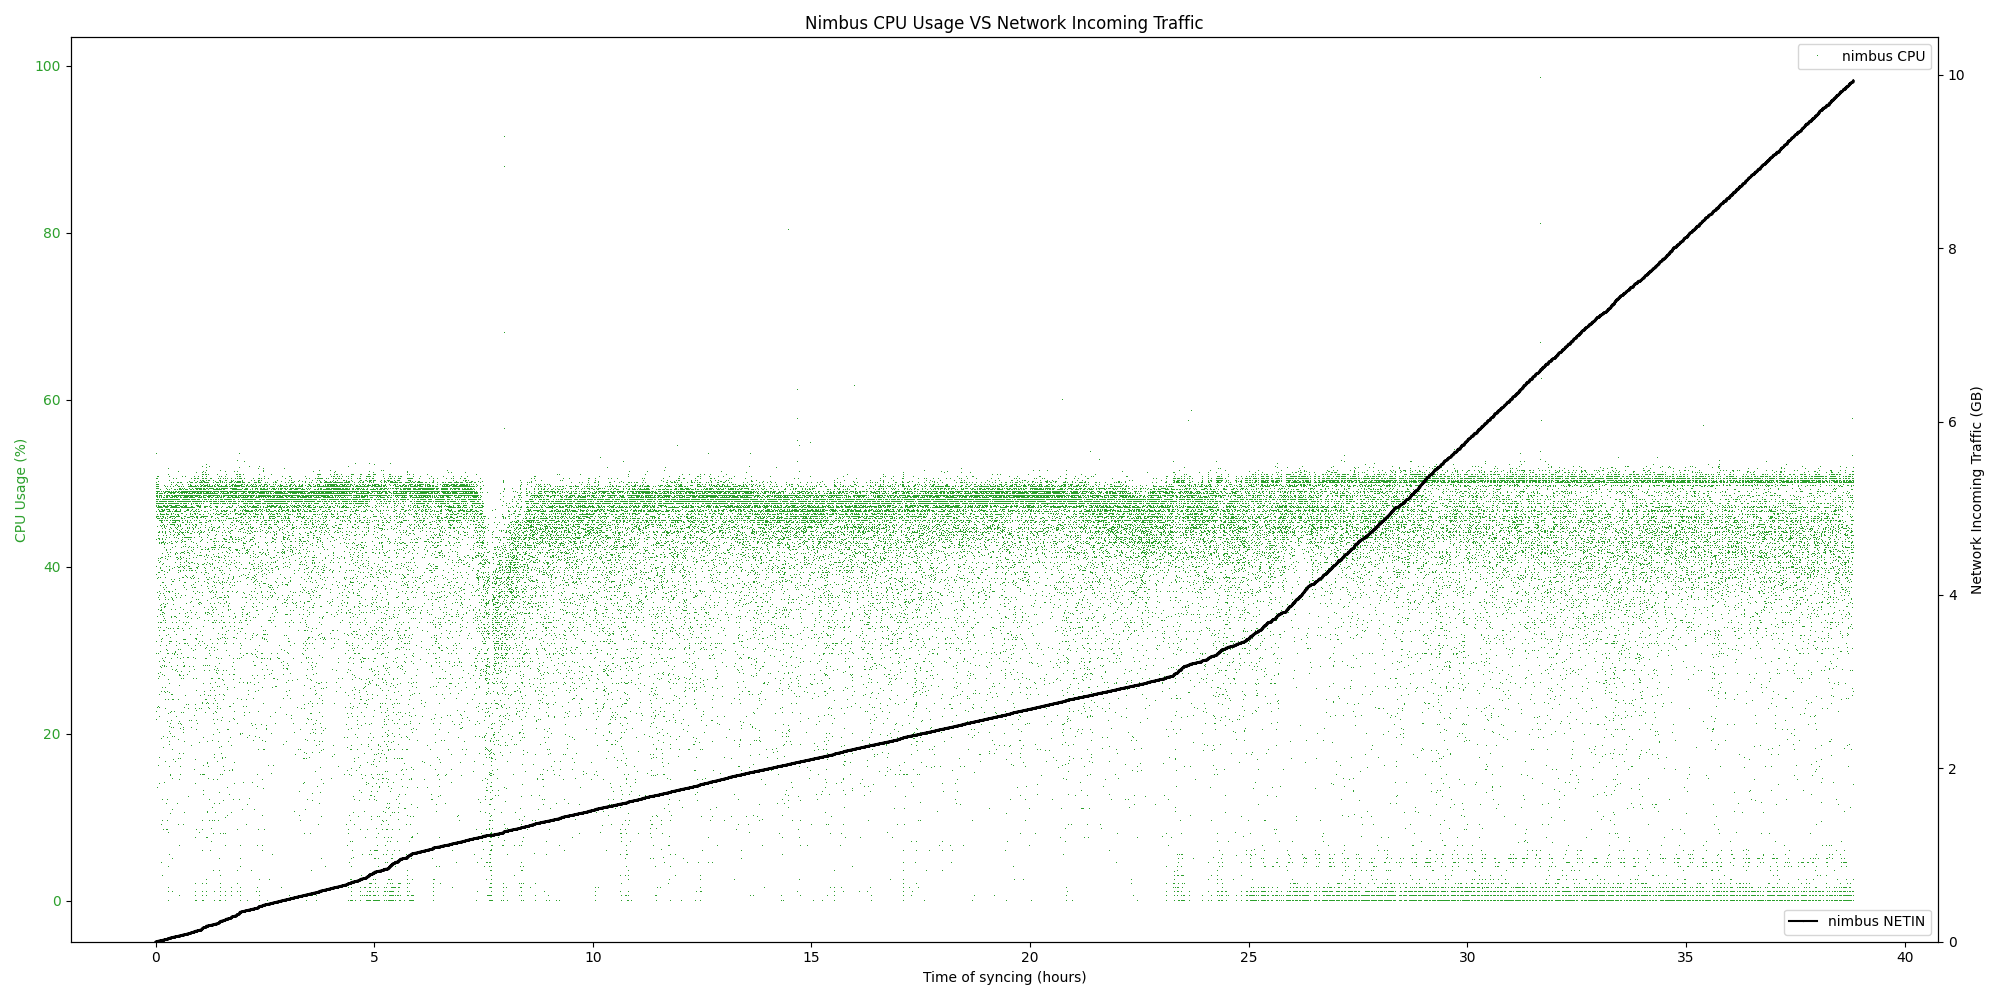 Nimbus CPU Usage VS Network Incoming Traffic
nimbus CPU
100
80
60
40
20
0
CPU Usage (%)
10
8
6
4
2
0
Network Incoming Traffic (GB)
nimbus NETIN
0 5 10 15 20 25 30 35 40
Time of syncing (hours)